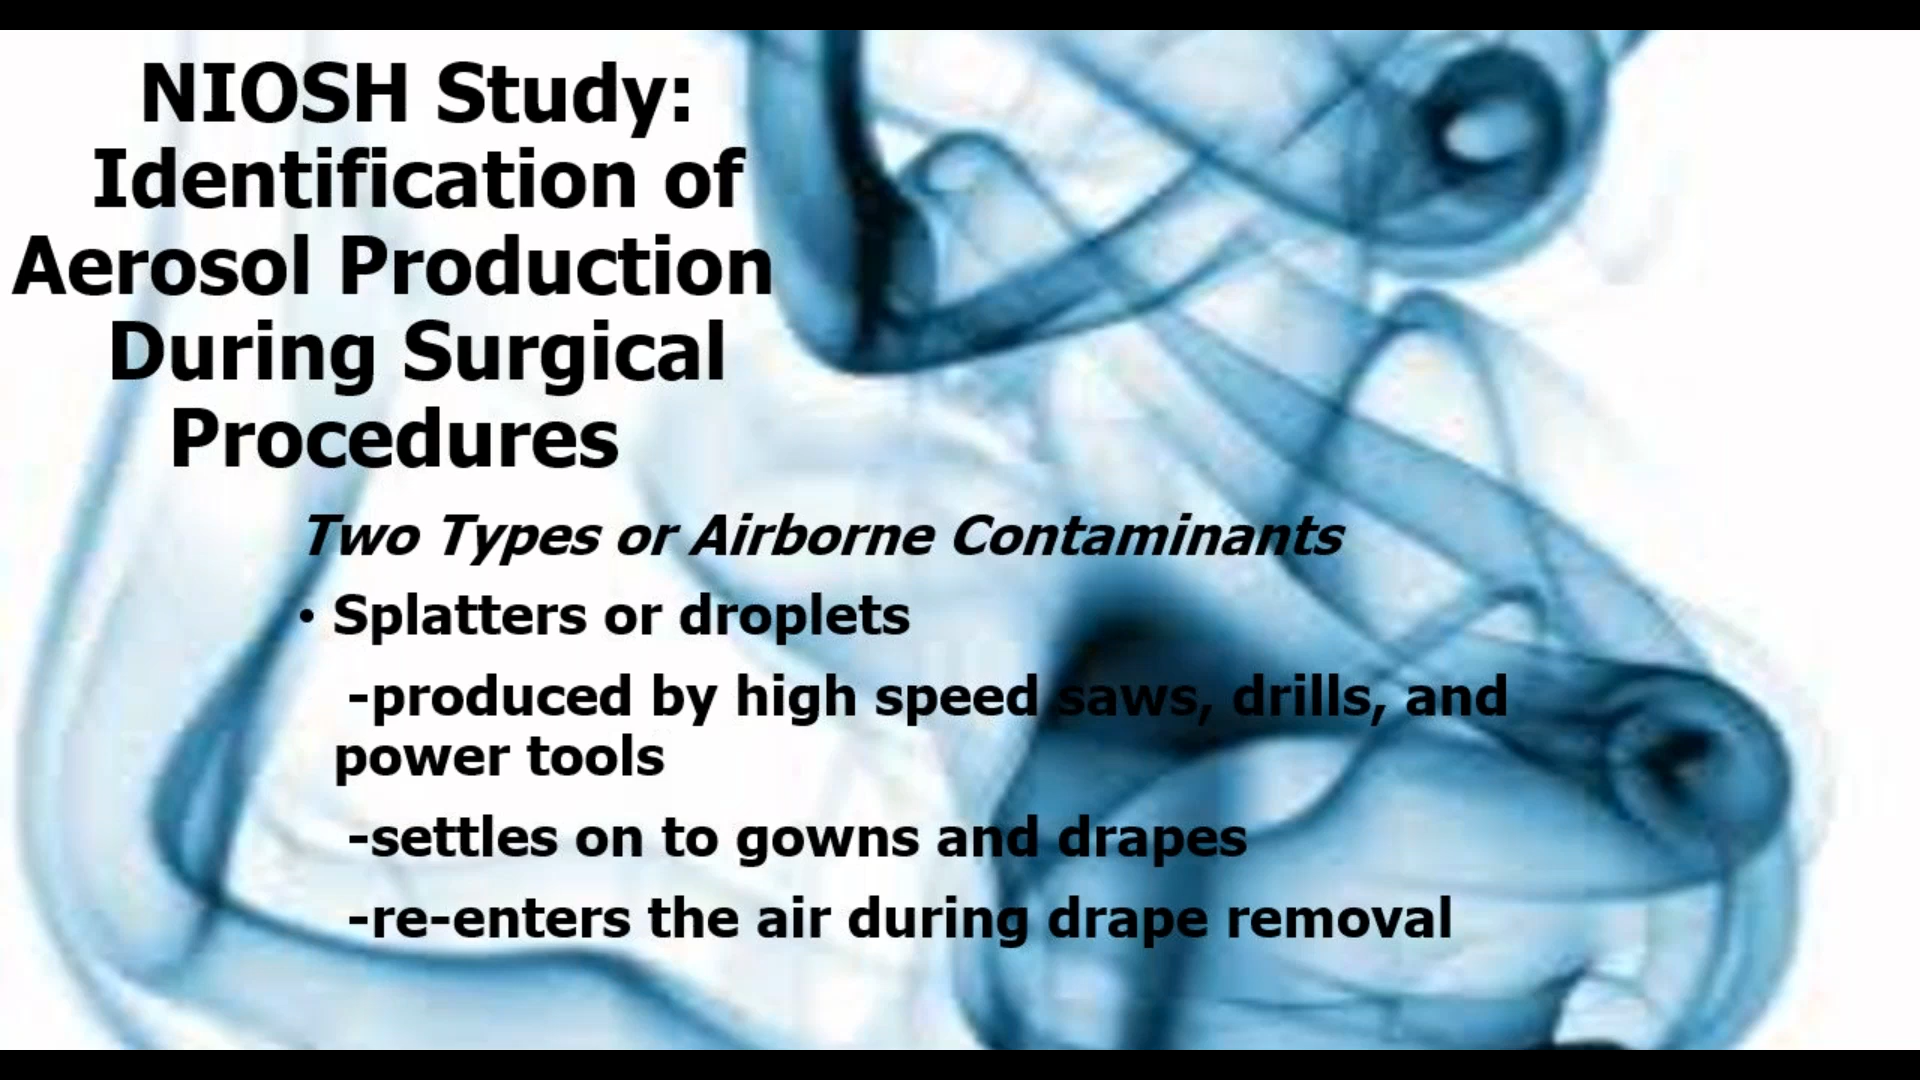 NIOSH Study:
Identification of
Aerosol Production
During Surgical
Procedures
Two Types or Airborne Contaminants
• Splatters or droplets
-produced by high speed saws, drills, and
power tools
-settles on to gowns and drapes
-re-enters the air during drape removal